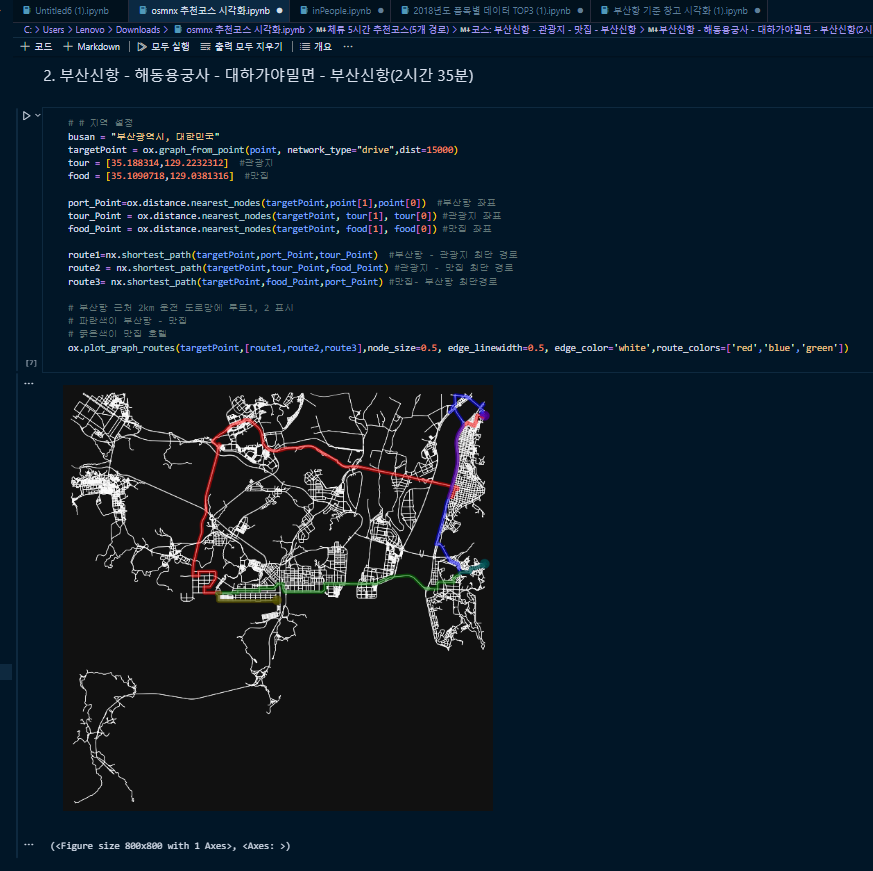 Untitled6 (1).ipynb
osmnx 추천코스 시각화.ipynb
inPeople.ipynb
2018년도 품목별 데이터 TOP3 (1).ipynb
부산항 기준 창고 시각화 (1).ipynb
C: > Users > Lenovo > Downloads > osmnx 추천코스 시각화.ipynb > M↓체류 5시간 추천코스(5개 경로) > M↓코스: 부산신항 - 관광지 - 맛집 - 부산신항 > M↓부산신항 - 해동용궁사 - 대하가야밀면 - 부산신항(2시
+ 코드 + Markdown | ▷ 모두 실행 출력 모두 지우기 | 개요 ···
2. 부산신항 - 해동용궁사 - 대하가야밀면 - 부산신항(2시간 35분)
# # 지역 설정
busan = "부산광역시, 대한민국"
targetPoint = ox.graph_from_point(point, network_type="drive",dist=15000)
tour = [35.188314,129.2232312] #관광지
food = [35.1090718,129.0381316] #맛집
port_Point=ox.distance.nearest_nodes(targetPoint,point[1],point[0]) #부산항 좌표
tour_Point = ox.distance.nearest_nodes(targetPoint, tour[1], tour[0]) #관광지 좌표
food_Point = ox.distance.nearest_nodes(targetPoint, food[1], food[0]) #맛집 좌표
route1=nx.shortest_path(targetPoint,port_Point,tour_Point) #부산항 - 관광지 최단 경로
route2 = nx.shortest_path(targetPoint,tour_Point,food_Point) #관광지 - 맛집 최단 경로
route3= nx.shortest_path(targetPoint,food_Point,port_Point) #맛집- 부산항 최단경로
# 부산항 근처 2km 운전 도로망에 루트1, 2 표시
# 파란색이 부산항 - 맛집
# 붉은색이 맛집 호텔
ox.plot_graph_routes(targetPoint,[route1,route2,route3],node_size=0.5, edge_linewidth=0.5, edge_color='white',route_colors=['red','blue','green'])
[7]
(<Figure size 800x800 with 1 Axes>, <Axes: >)